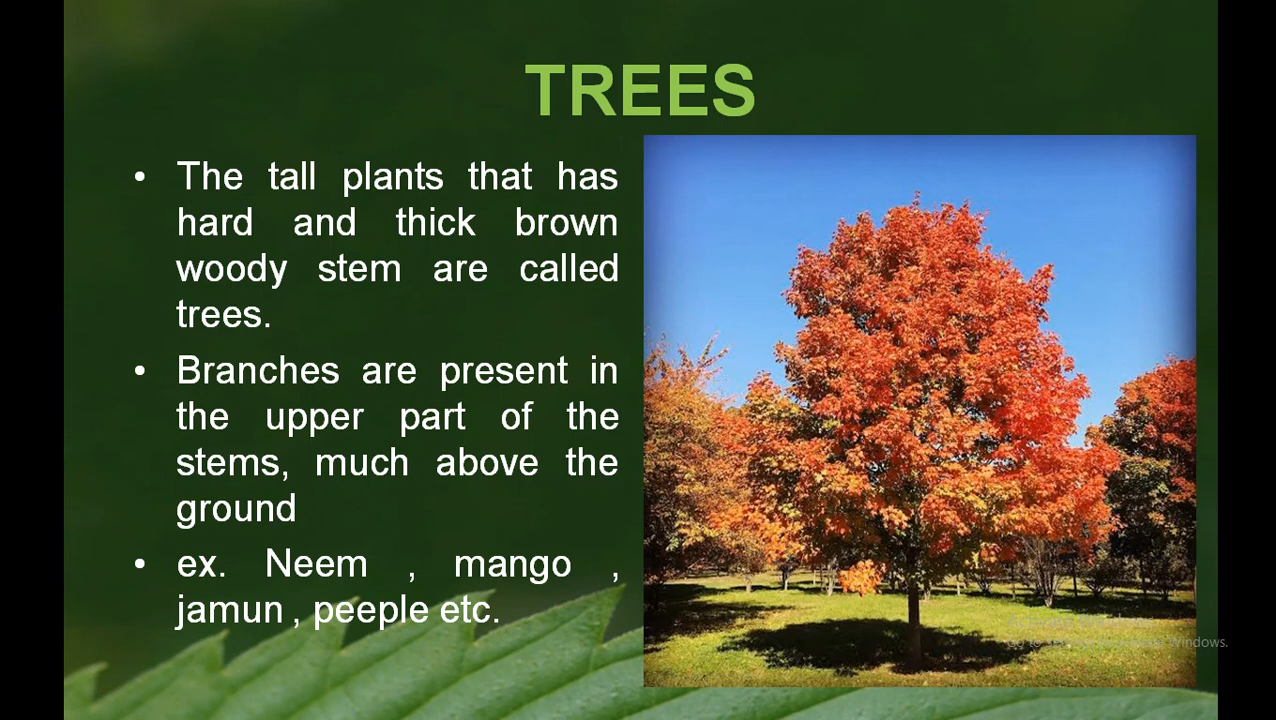 TREES
• The tall plants that has
hard and thick brown
woody stem are called
trees.
• Branches are present in
the upper part of the
stems, much above the
ground
• ex. Neem , mango ,
jamun , peeple etc.
Windows.